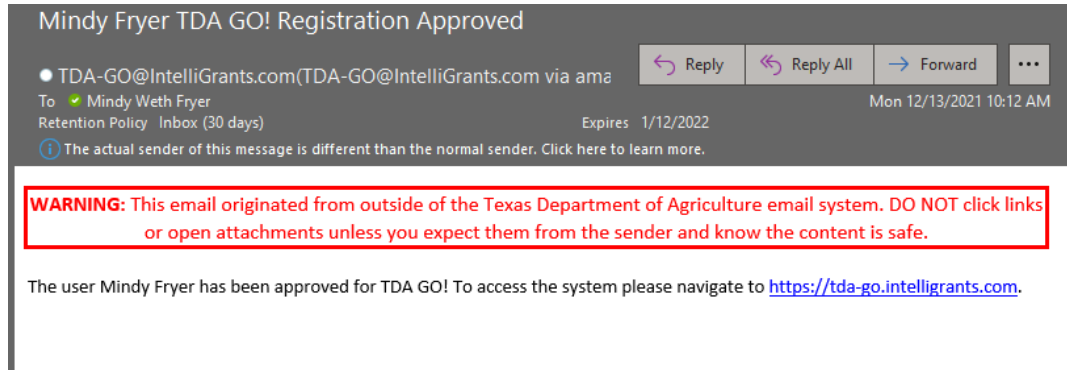 Mindy Fryer TDA GO! Registration Approved
TDA-GO@IntelliGrants.com(TDA-GO@IntelliGrants.com via ama
Reply
Reply All
Forward
...
To Mindy Weth Fryer
Mon 12/13/2021 10:12 AM
Retention Policy Inbox (30 days) Expires 1/12/2022
The actual sender of this message is different than the normal sender. Click here to learn more.
WARNING: This email originated from outside of the Texas Department of Agriculture email system. DO NOT click links
or open attachments unless you expect them from the sender and know the content is safe.
The user Mindy Fryer has been approved for TDA GO! To access the system please navigate to https://tda-go.intelligrants.com.